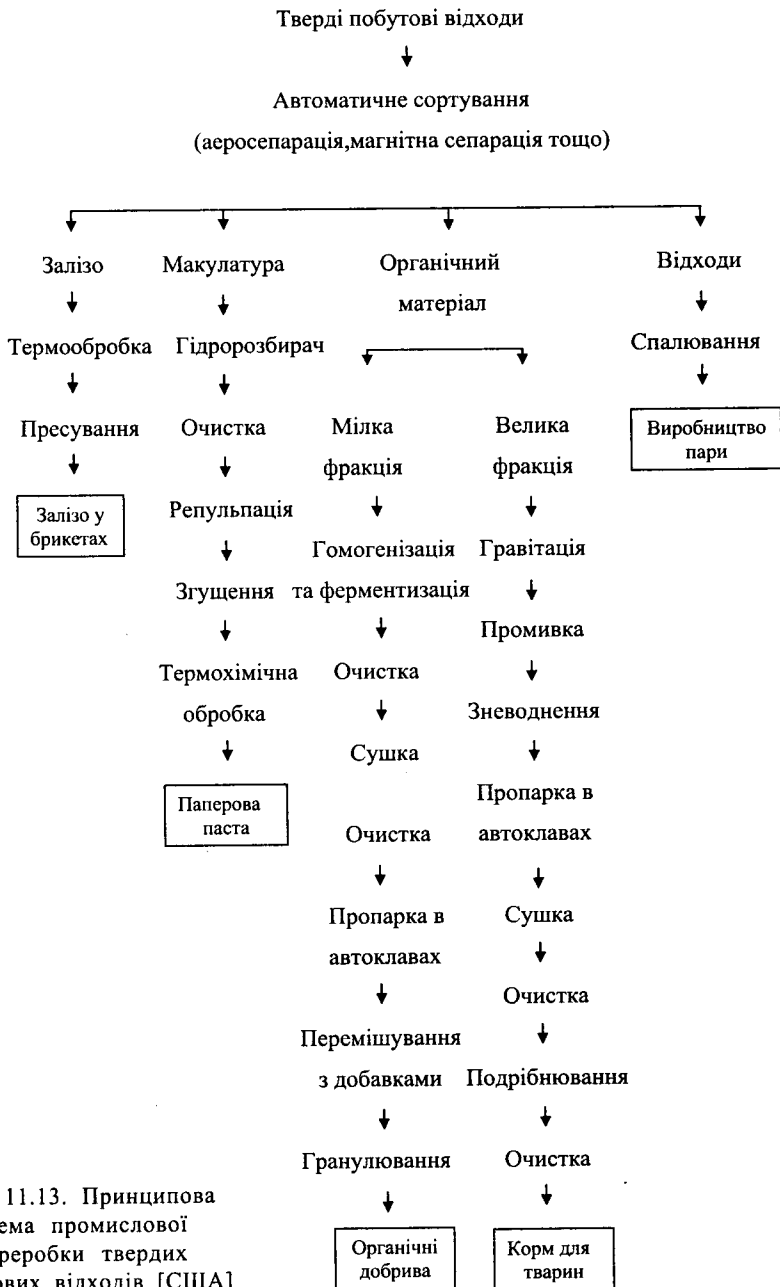 Тверді побутові відходи
Автоматичне сортування
(аеросепарація,магнітна сепарація тощо)
Залізо
Макулатура
Органічний
матеріал
Відходи
Термообробка
Гідророзбирач
Спалювання
Пресування
Очистка
Мілка
фракція
Велика
фракція
Виробництво
пари
Залізо у
брикетах
Репульпація
Гомогенізація
та ферментизація
Гравітація
Згущення
Промивка
Термохімічна
обробка
Очистка
Зневоднення
Сушка
Паперова
паста
Пропарка в
автоклавах
Очистка
Пропарка в
автоклавах
Сушка
Очистка
Перемішування
з добавками
Подрібнювання
Гранулювання
Очистка
11.13. Принципова
ема промислової
реробки твердих
ових відходів [США]
Органічні
добрива
Корм для
тварин